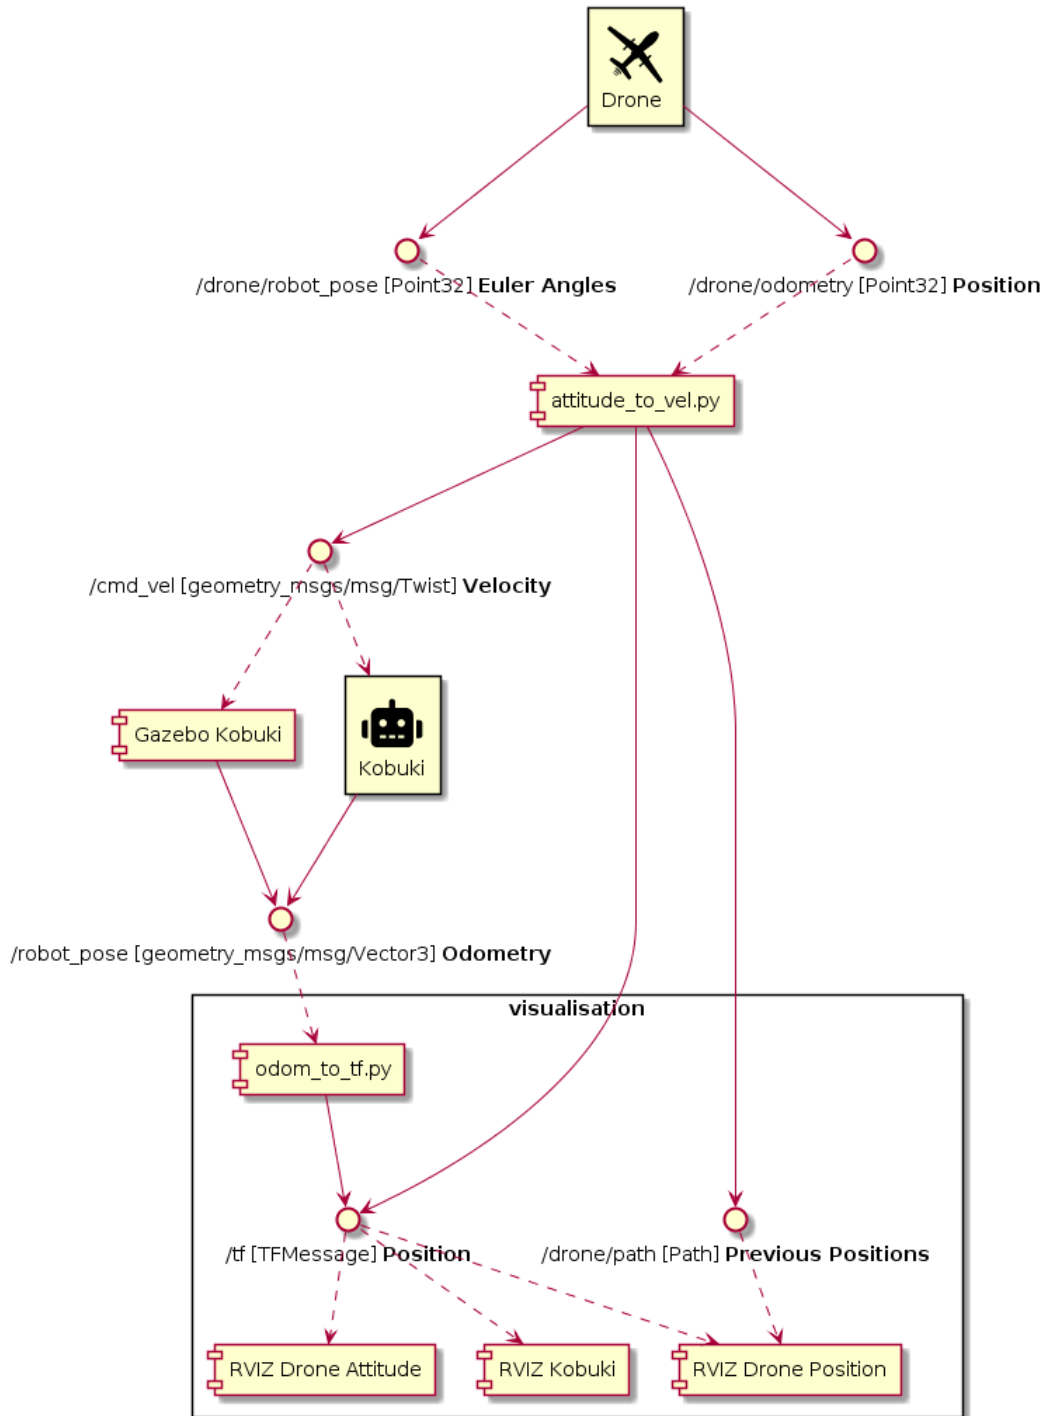 Drone
/drone/robot_pose [Point32] Euler Angles
/drone/odometry [Point32] Position
attitude_to_vel.py
/cmd_vel [geometry_msgs/msg/Twist] Velocity
Gazebo Kobuki
Kobuki
/robot_pose [geometry_msgs/msg/Vector3] Odometry
visualisation
odom_to_tf.py
/tf [TFMessage] Position
/drone/path [Path] Previous Positions
RVIZ Drone Attitude
RVIZ Kobuki
RVIZ Drone Position